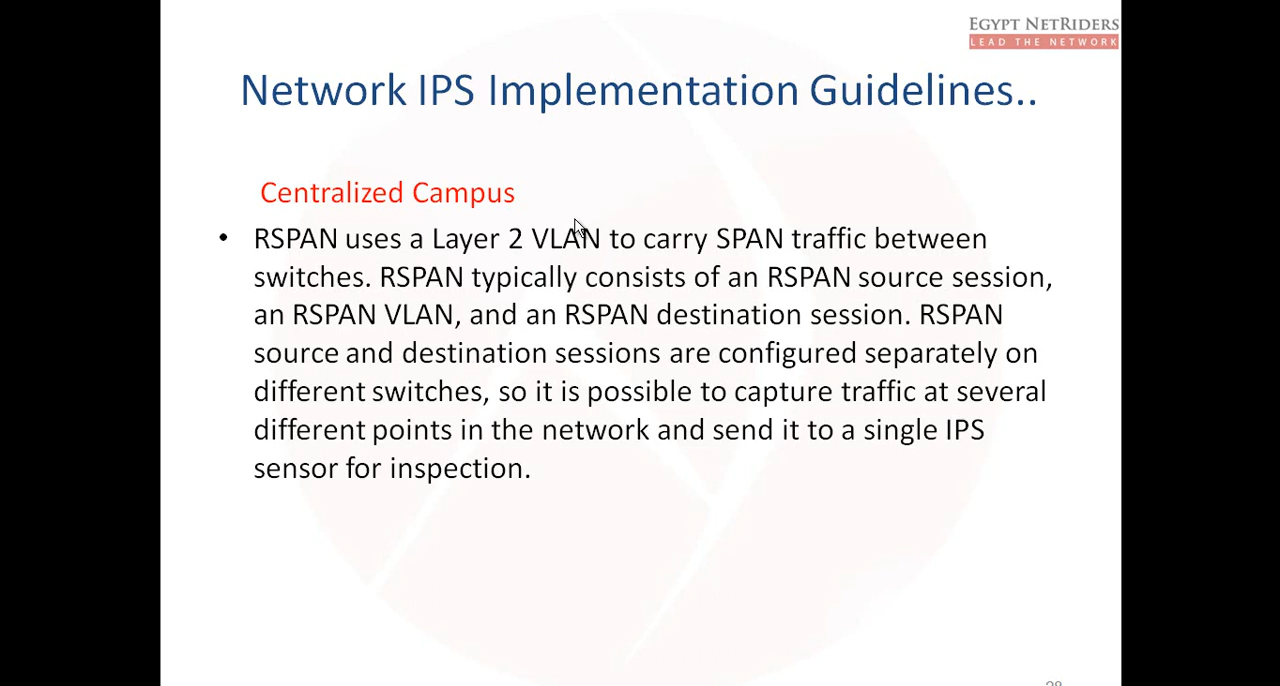 EGYPT NETRIDERS
LEAD THE NETWORK
Network IPS Implementation Guidelines..
Centralized Campus
• RSPAN uses a Layer 2 VLAN to carry SPAN traffic between
switches. RSPAN typically consists of an RSPAN source session,
an RSPAN VLAN, and an RSPAN destination session. RSPAN
source and destination sessions are configured separately on
different switches, so it is possible to capture traffic at several
different points in the network and send it to a single IPS
sensor for inspection.